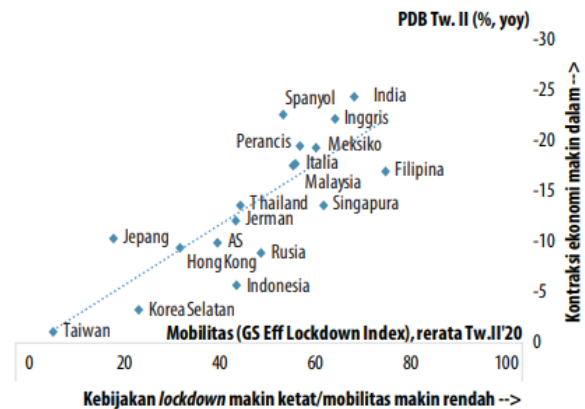 PDB Tw. II (%, yoy)
-30
-25
-20
-15
-10
-5
0
Kontraksi ekonomi makin dalam -->
Spanyol
India
Inggris
Perancis
Meksiko
Italia
Filipina
Malaysia
Thailand
Singapura
Jerman
Jepang
AS
Rusia
Hong Kong
Indonesia
Korea Selatan
Taiwan
Mobilitas (GS Eff Lockdown Index), rerata Tw.II'20
0 20 40 60 80 100
Kebijakan lockdown makin ketat/mobilitas makin rendah -->